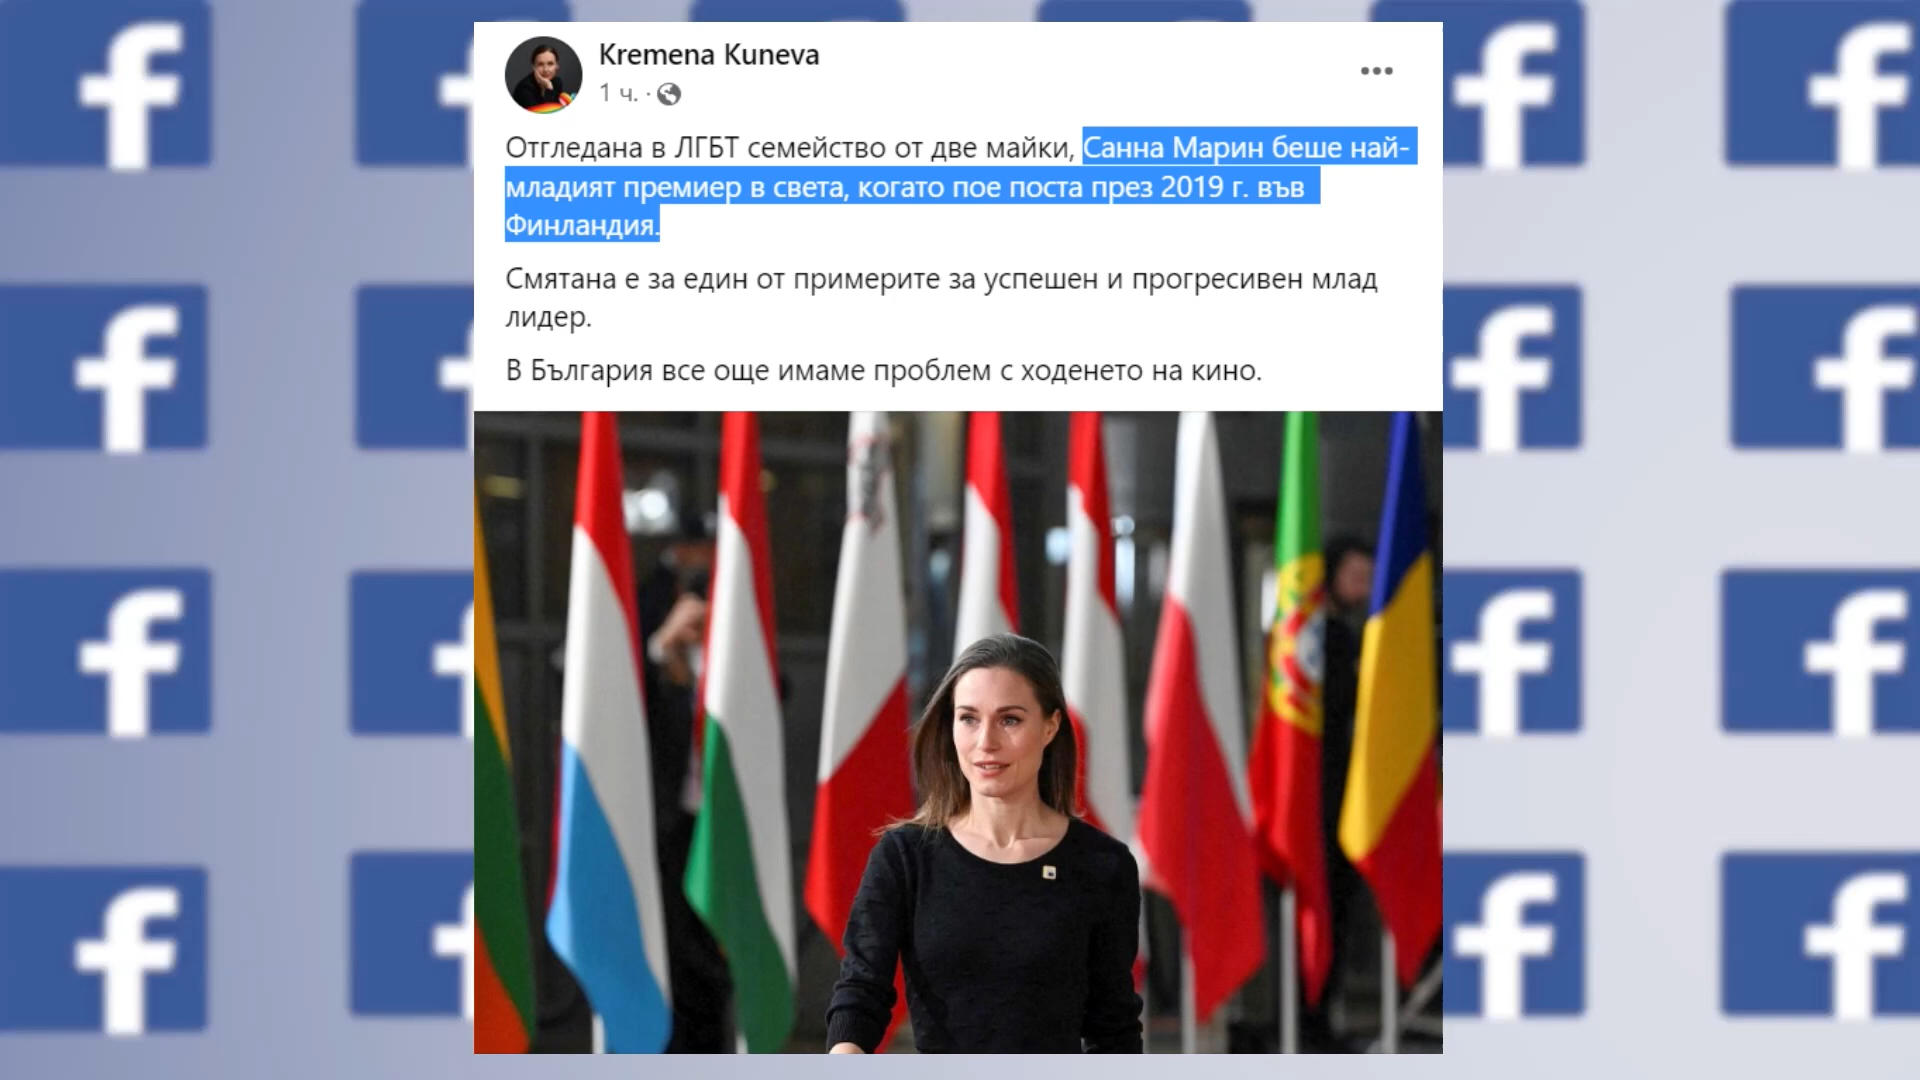 Kremena Kuneva
1 ч. ·
Отгледана в ЛГБТ семейство от две майки, Санна Марин беше най-
младият премиер в света, когато пое поста през 2019 г. във
Финландия.
Смятана е за един от примерите за успешен и прогресивен млад
лидер.
В България все още имаме проблем с ходенето на кино.